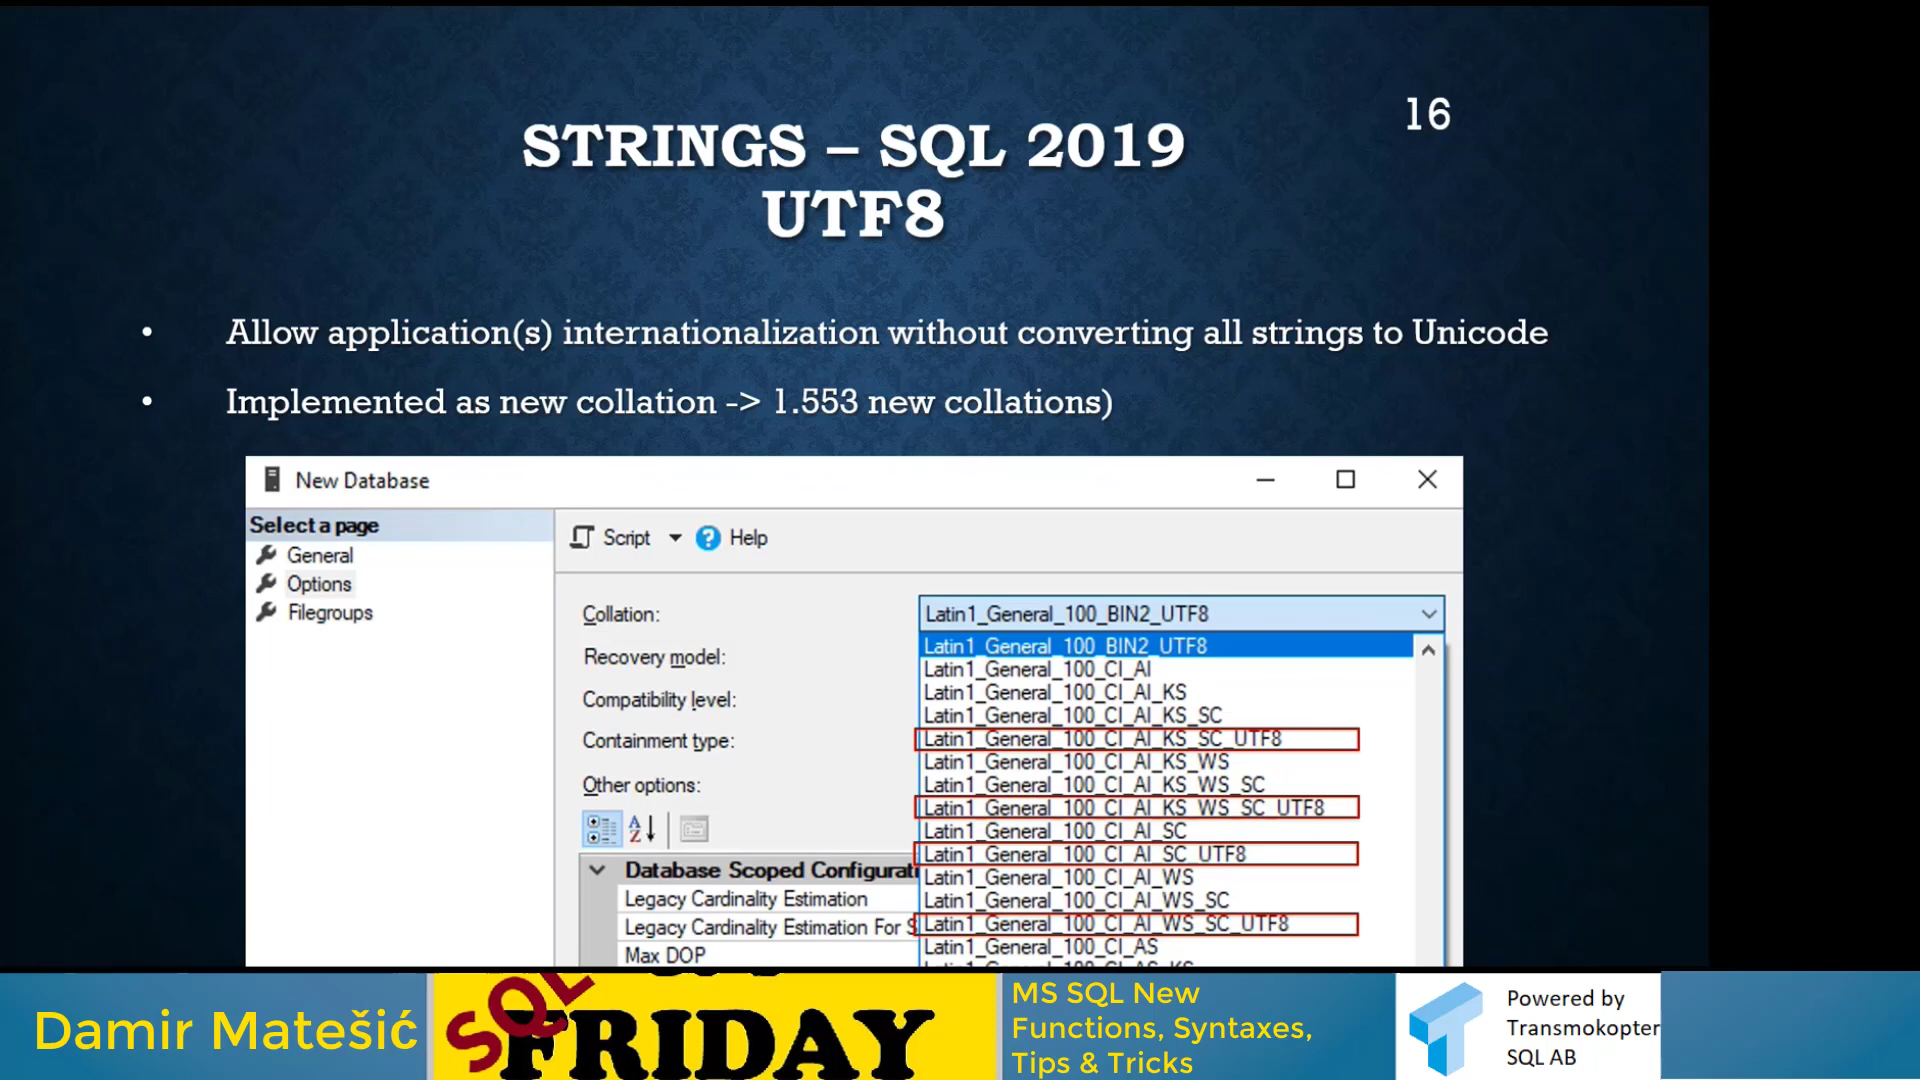 16
STRINGS – SQL 2019
UTF8
• Allow application(s) internationalization without converting all strings to Unicode
• Implemented as new collation -> 1.553 new collations)
New Database
Select a page
General
Options
Filegroups
Script
Help
Collation:
Latin1_General_100_BIN2_UTF8
Recovery model:
Compatibility level:
Containment type:
Other options:
Latin1_General_100_BIN2_UTF8
Latin1_General_100_CI_AI
Latin1_General_100_CI_AI_KS
Latin1_General_100_CI_AI_KS_SC
Latin1_General_100_CI_AI_KS_SC_UTF8
Latin1_General_100_CI_AI_KS_WS
Latin1_General_100_CI_AI_KS_WS_SC
Latin1_General_100_CI_AI_KS_WS_SC_UTF8
Latin1_General_100_CI_AI_SC
Latin1_General_100_CI_AI_SC_UTF8
Latin1_General_100_CI_AI_WS
Latin1_General_100_CI_AI_WS_SC
Latin1_General_100_CI_AI_WS_SC_UTF8
Latin1_General_100_CI_AS
Database Scoped Configurati
Legacy Cardinality Estimation
Legacy Cardinality Estimation For S
Max DOP
Damir Matešić
SQL
FRIDAY
MS SQL New
Functions, Syntaxes,
Tips & Tricks
Powered by
Transmokopter
SQL AB